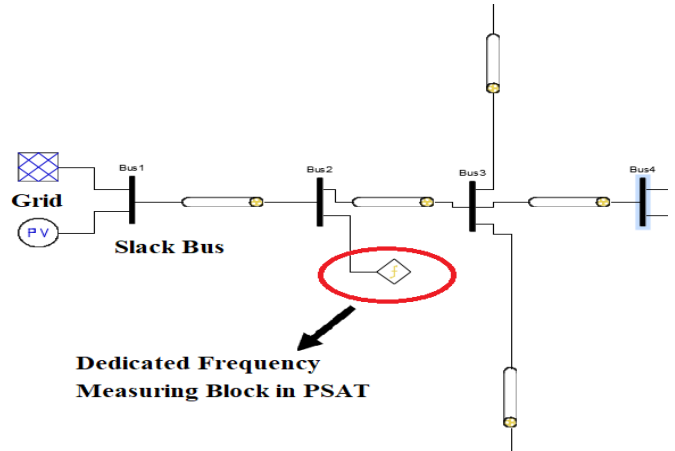 Bus1
Bus2
Bus3
Bus4
Grid
PV
Slack Bus
f
Dedicated Frequency
Measuring Block in PSAT